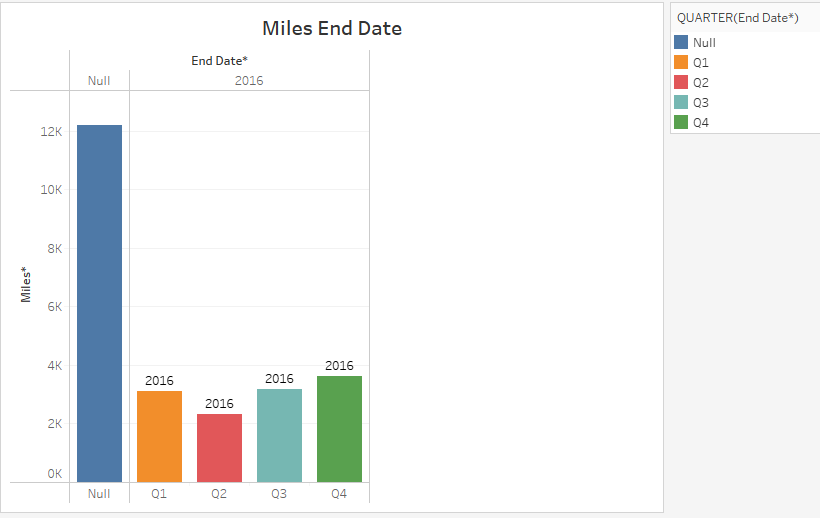 Miles End Date
End Date*
Null
2016
12K
10K
8K
6K
4K
2K
0K
Miles*
2016
2016
2016
2016
Null
Q1
Q2
Q3
Q4
QUARTER(End Date*)
Null
Q1
Q2
Q3
Q4